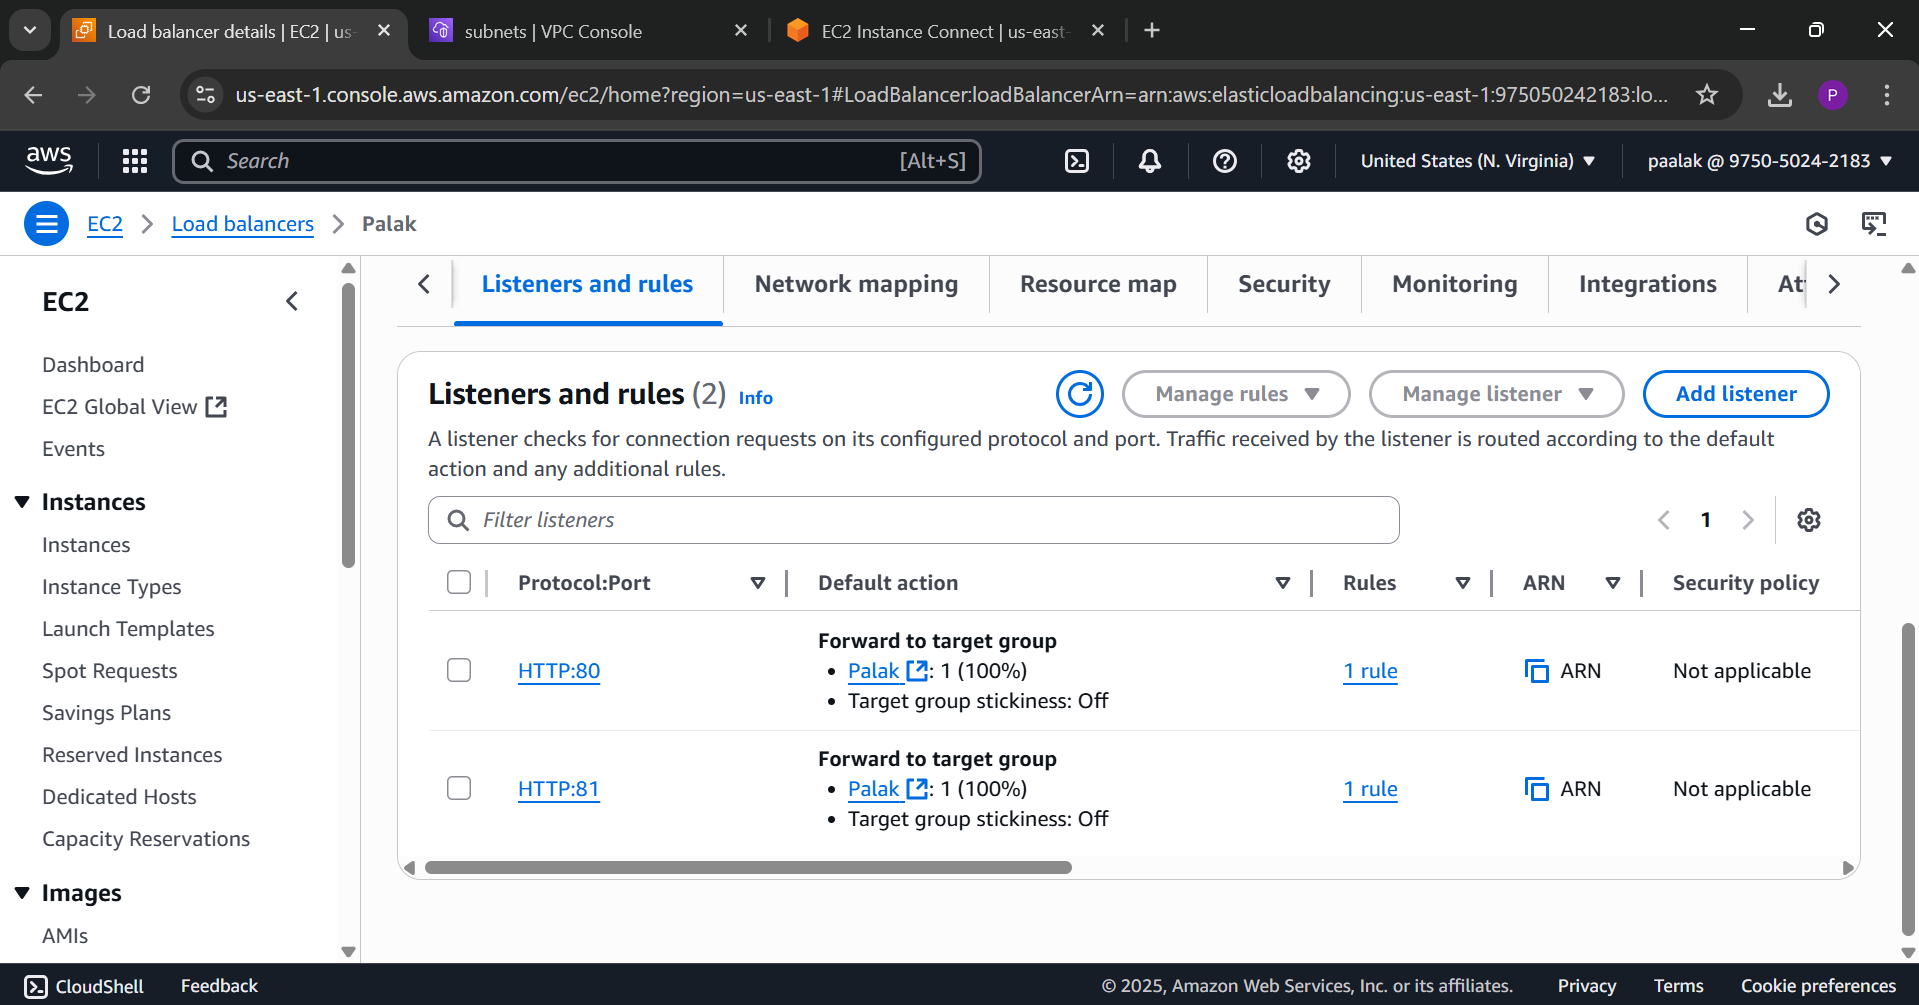 Load balancer details | EC2 | us-
subnets | VPC Console
EC2 Instance Connect | us-east-
us-east-1.console.aws.amazon.com/ec2/home?region=us-east-1#LoadBalancer:loadBalancerArn=arn:aws:elasticloadbalancing:us-east-1:975050242183:lo...
P
aws
Search
[Alt+S]
United States (N. Virginia)
paalak @ 9750-5024-2183
EC2
Load balancers
Palak
EC2
Dashboard
EC2 Global View
Events
Instances
Instances
Instance Types
Launch Templates
Spot Requests
Savings Plans
Reserved Instances
Dedicated Hosts
Capacity Reservations
Images
AMIs
Listeners and rules
Network mapping
Resource map
Security
Monitoring
Integrations
At
Listeners and rules (2) Info
Manage rules
Manage listener
Add listener
A listener checks for connection requests on its configured protocol and port. Traffic received by the listener is routed according to the default
action and any additional rules.
Filter listeners
1
Protocol:Port
Default action
Rules
ARN
Security policy
HTTP:80
Forward to target group
• Palak : 1 (100%)
• Target group stickiness: Off
1 rule
ARN
Not applicable
HTTP:81
Forward to target group
• Palak : 1 (100%)
• Target group stickiness: Off
1 rule
ARN
Not applicable
CloudShell
Feedback
© 2025, Amazon Web Services, Inc. or its affiliates.
Privacy
Terms
Cookie preferences